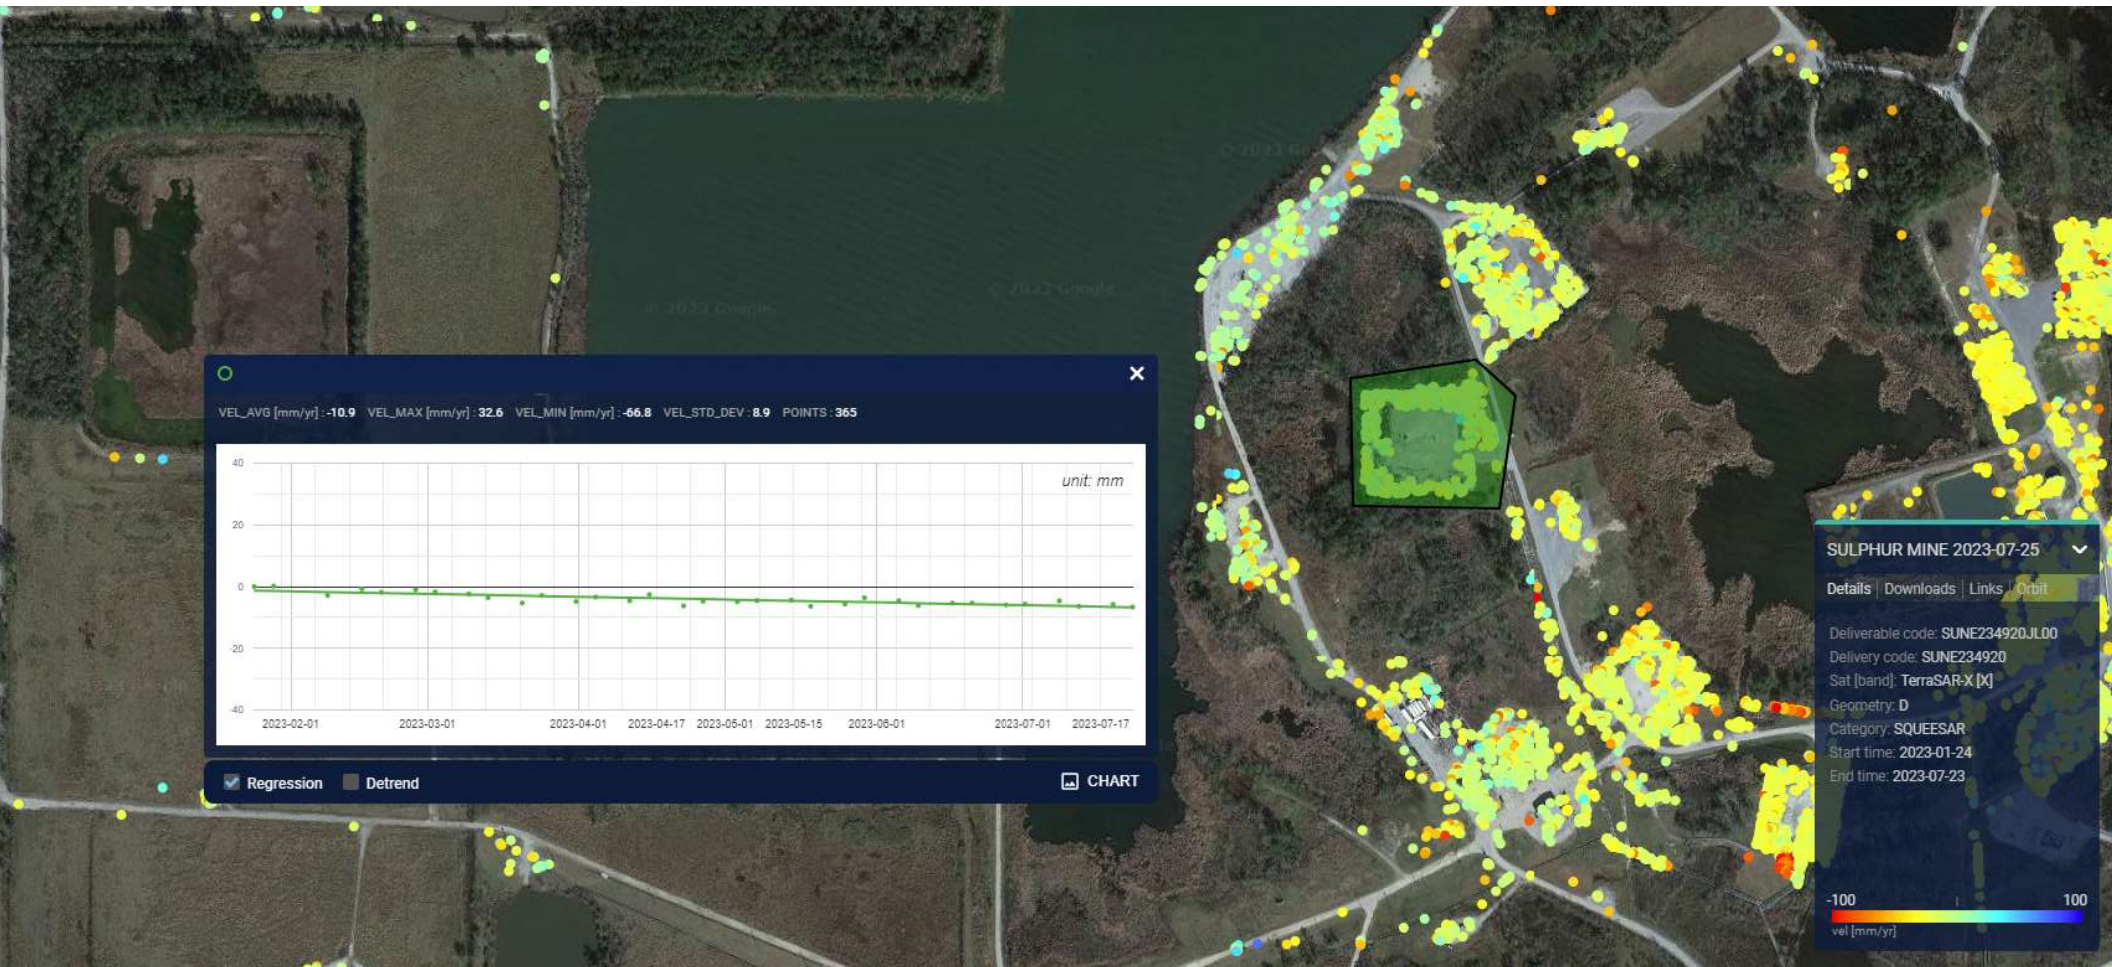 © 2023 Google
© 2023 Google
VEL_AVG [mm/yr] : -10.9 VEL_MAX [mm/yr] : 32.6 VEL_MIN [mm/yr] : -66.8 VEL_STD_DEV : 8.9 POINTS : 365
unit: mm
40
20
0
-20
-40
2023-02-01 2023-03-01 2023-04-01 2023-04-17 2023-05-01 2023-05-15 2023-06-01 2023-07-01 2023-07-17
Regression Detrend CHART
SULPHUR MINE 2023-07-25
Details | Downloads | Links | Orbit
Deliverable code: SUNE234920JL00
Delivery code: SUNE234920
Sat [band]: TerraSAR-X [X]
Geometry: D
Category: SQUEESAR
Start time: 2023-01-24
End time: 2023-07-23
-100 100
vel [mm/yr]